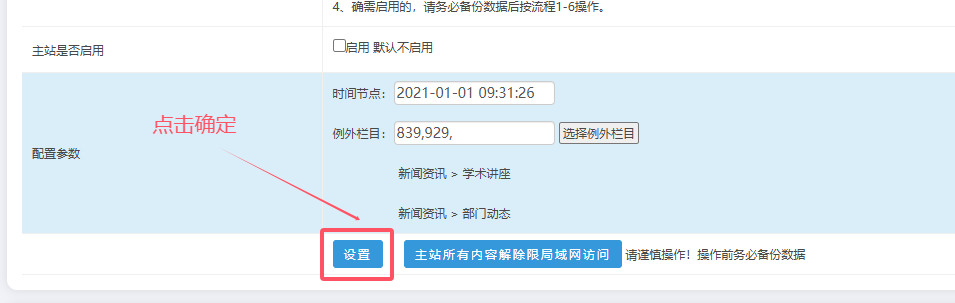 4、确需启用的，请务必备份数据后按流程1-6操作。
主站是否启用
启用 默认不启用
时间节点：2021-01-01 09:31:26
点击确定
例外栏目：839,929, 选择例外栏目
配置参数
新闻资讯 > 学术讲座
新闻资讯 > 部门动态
设置 主站所有内容解除限局域网访问 请谨慎操作！操作前务必备份数据